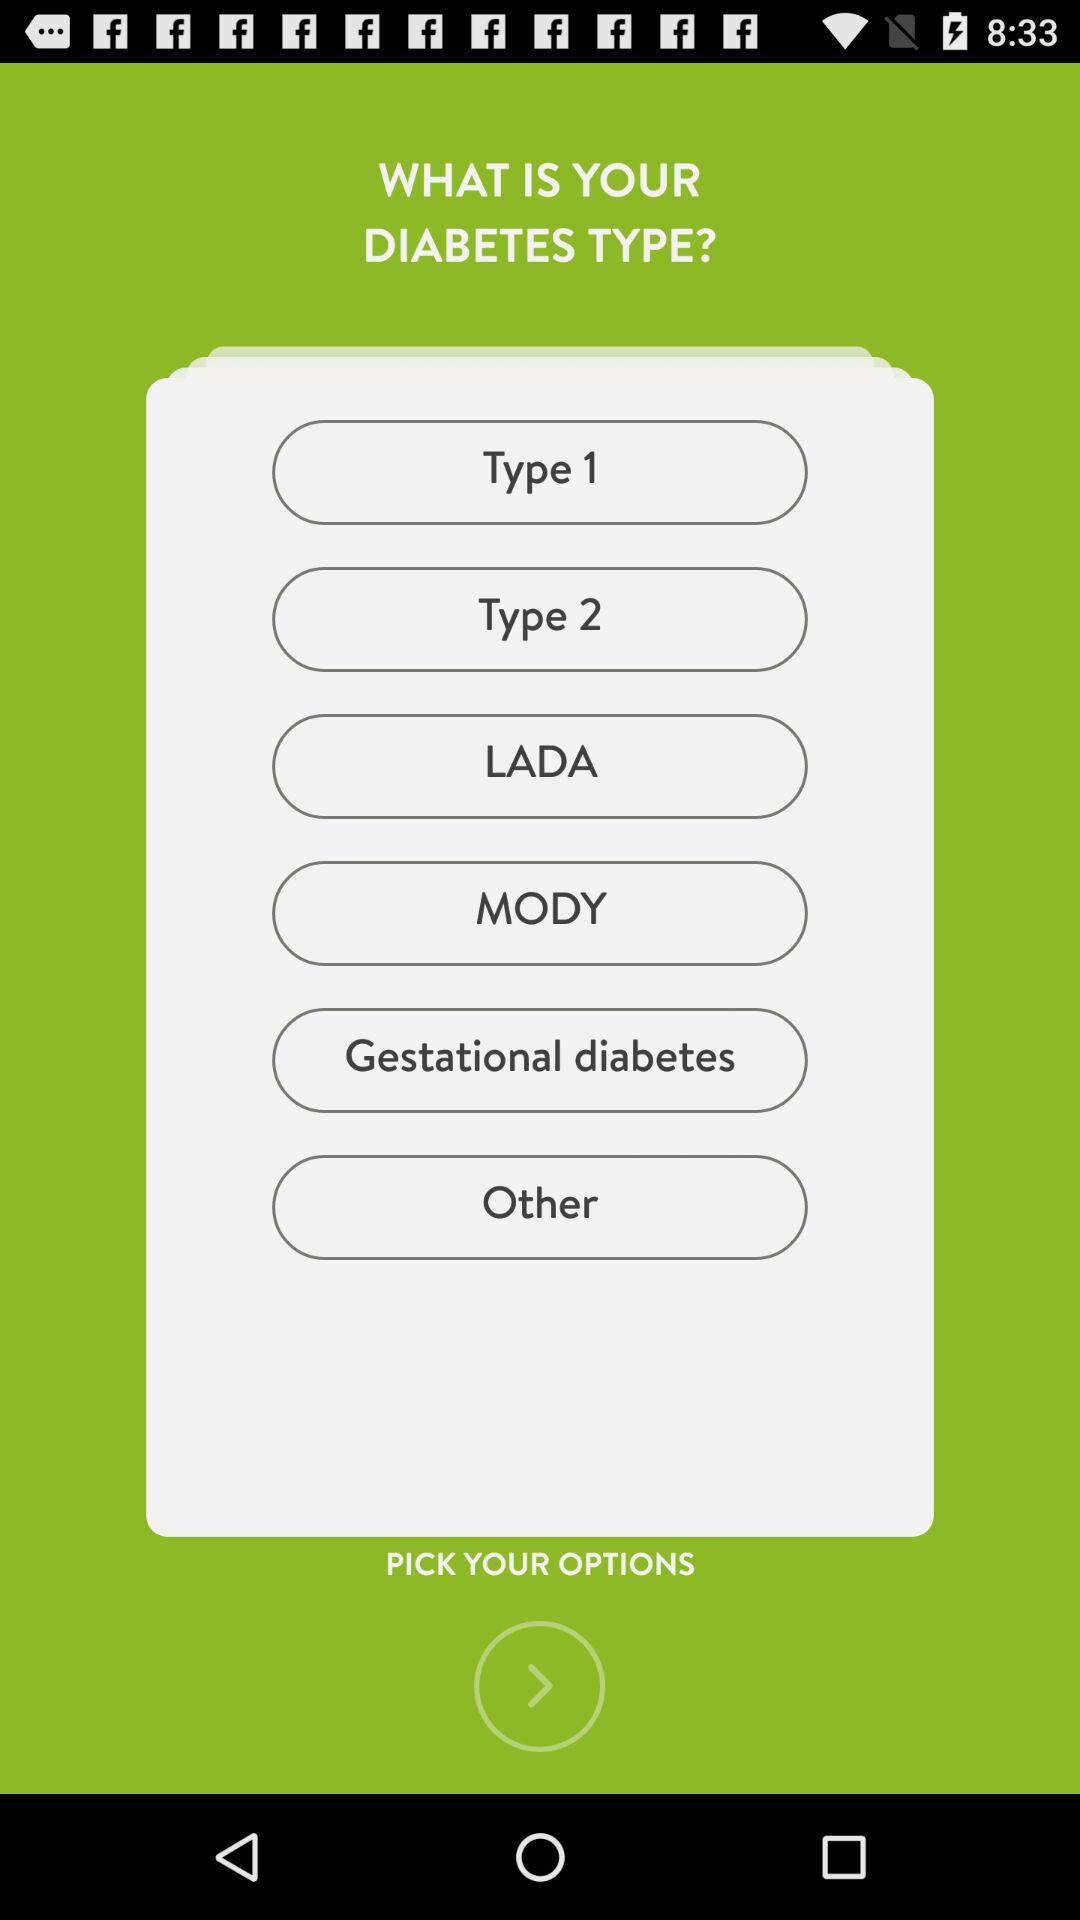 8:33
WHAT IS YOUR
DIABETES TYPE?
Type 1
Type 2
LADA
MODY
Gestational diabetes
Other
PICK YOUR OPTIONS